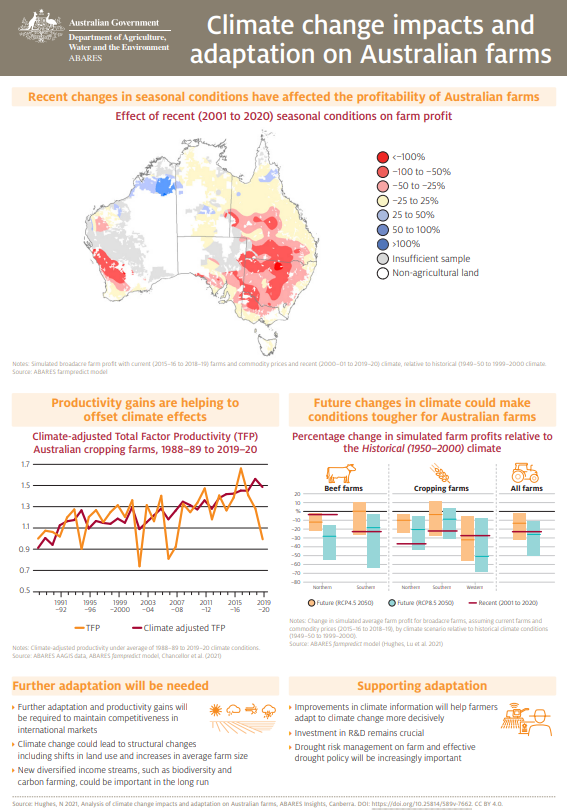 Australian Government
Department of Agriculture,
Water and the Environment
ABARES
Climate change impacts and
adaptation on Australian farms
Recent changes in seasonal conditions have affected the profitability of Australian farms
Effect of recent (2001 to 2020) seasonal conditions on farm profit
<-100%
-100 to -50%
-50 to -25%
-25 to 25%
25 to 50%
50 to 100%
>100%
Insufficient sample
Non-agricultural land
Notes: Simulated broadacre farm profit with current (2015–16 to 2018–19) farms and commodity prices and recent (2000–01 to 2019–20) climate, relative to historical (1949–50 to 1999–2000) climate.
Source: ABARES farmpredict model
Productivity gains are helping to
offset climate effects
Climate-adjusted Total Factor Productivity (TFP)
Australian cropping farms, 1988–89 to 2019–20
1.7
1.5
1.3
1.1
0.9
0.7
0.5
1991 1995 1999 2003 2007 2011 2015 2019
–92 –96 –2000 –04 –08 –12 –16 –20
TFP Climate adjusted TFP
Notes: Climate-adjusted productivity under average of 1988–89 to 2019–20 climate conditions.
Source: ABARES AAGIS data, ABARES farmpredict model, Chancellor et al. (2021)
Future changes in climate could make
conditions tougher for Australian farms
Percentage change in simulated farm profits relative to
the Historical (1950–2000) climate
Beef farms Cropping farms All farms
20
10
%
-10
-20
-30
-40
-50
-60
-70
-80
Northern Southern Northern Southern Western
Future (RCP4.5 2050) Future (RCP8.5 2050) Recent (2001 to 2020)
Notes: Change in simulated average farm profit for broadacre farms, assuming current farms and
commodity prices (2015–16 to 2018–19), by climate scenario relative to historical climate conditions
(1949–50 to 1999–2000).
Source: ABARES farmpredict model (Hughes, Lu et al. 2021)
Further adaptation will be needed
Further adaptation and productivity gains will
be required to maintain competitiveness in
international markets
Climate change could lead to structural changes
including shifts in land use and increases in average farm size
New diversified income streams, such as biodiversity and
carbon farming, could be important in the long run
Supporting adaptation
Improvements in climate information will help farmers
adapt to climate change more decisively
Investment in R&D remains crucial
Drought risk management on farm and effective
drought policy will be increasingly important
Source: Hughes, N 2021, Analysis of climate change impacts and adaptation on Australian farms, ABARES Insights, Canberra. DOI: https://doi.org/10.25814/589v-7662. CC BY 4.0.